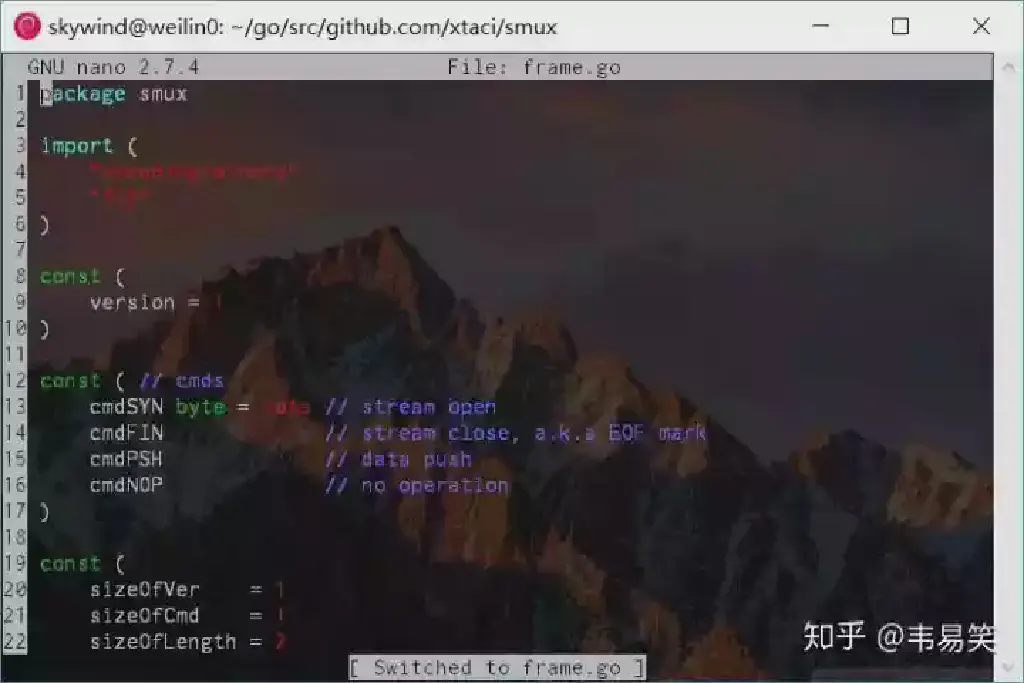 skywind@weilin0: ~/go/src/github.com/xtaci/smux
GNU nano 2.7.4 File: frame.go
1 package smux
2
3 import (
4
5
6 )
7
8 const (
9 version = 1
10 )
11
12 const ( // cmds
13 cmdSYN byte = iota // stream open
14 cmdFIN // stream close, a.k.a EOF mark
15 cmdPSH // data push
16 cmdNOP // no operation
17 )
18
19 const (
20 sizeOfVer = 1
21 sizeOfCmd = 1
22 sizeOfLength = 2
[ Switched to frame.go ]
知乎 @韦易笑